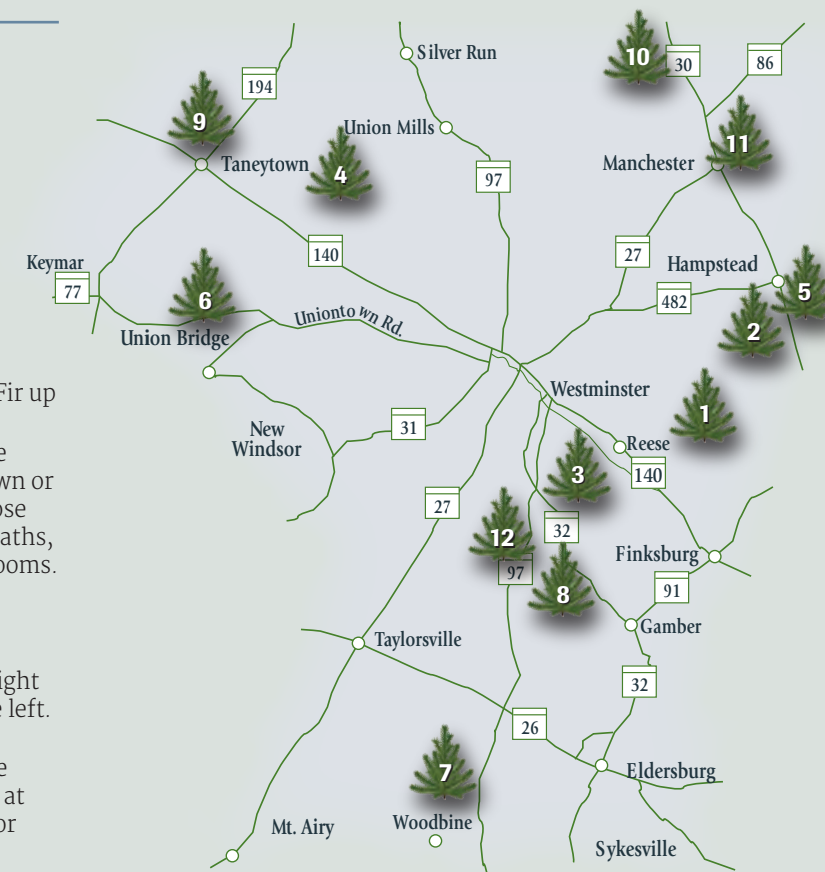 Fir up
e
wn or
ose
aths,
ooms.
ight
e left.
e
at
or
Silver Run
10
30
86
194
9
Union Mills
11
Taneytown
4
97
Manchester
140
27
Keymar
77
Hampstead
482
5
6
Uniontown Rd.
2
Union Bridge
Westminster
1
31
New
Windsor
Reese
3
140
27
12
32
97
Finksburg
8
91
Gamber
Taylorsville
32
26
7
Eldersburg
Mt. Airy
Woodbine
Sykesville